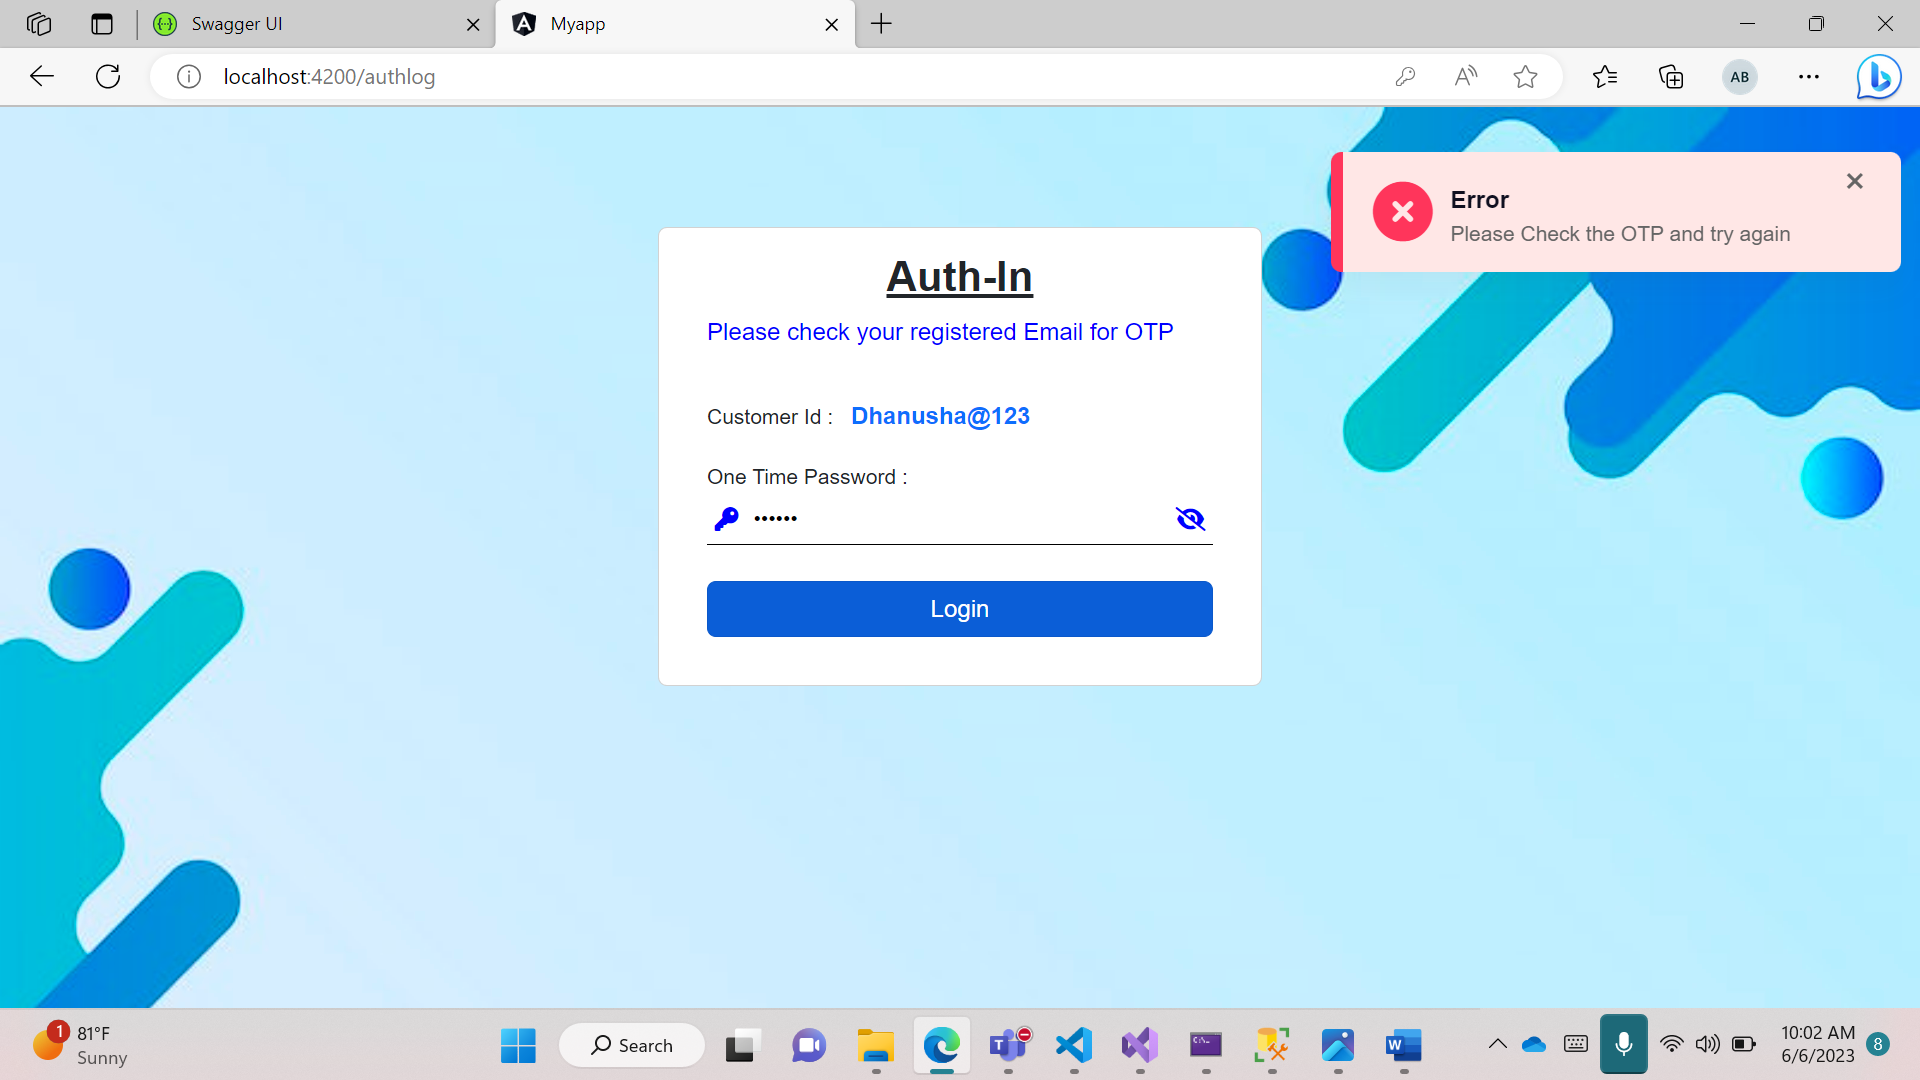 Swagger UI
Myapp
localhost:4200/authlog
AB
Error
Please Check the OTP and try again
Auth-In
Please check your registered Email for OTP
Customer Id : Dhanusha@123
One Time Password :
••••••
Login
1
81°F
Sunny
Search
10:02 AM
6/6/2023
8